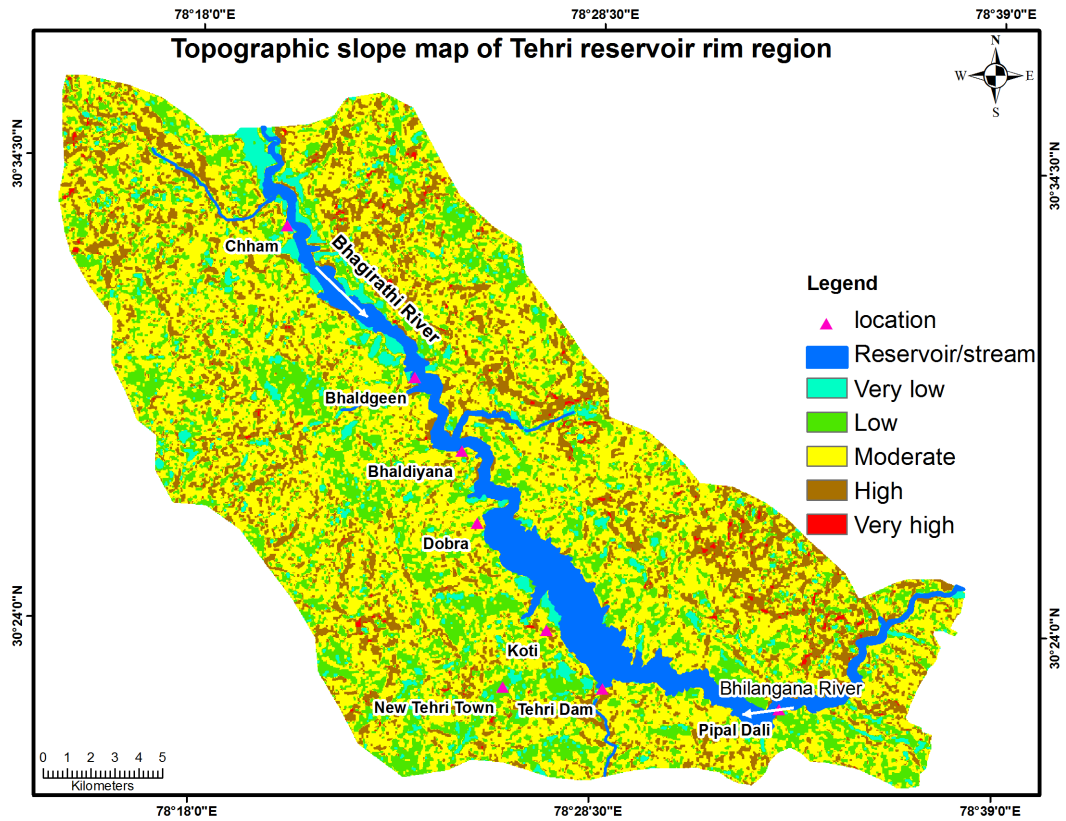 78°18'0"E 78°28'30"E 78°39'0"E
Topographic slope map of Tehri reservoir rim region
N
W E
S
30°34'30"N
30°34'30"N
Chham
Bhagirathi River
Legend
location
Reservoir/stream
Very low
Low
Moderate
High
Very high
Bhaldgeen
Bhaldiyana
Dobra
30°24'0"N
30°24'0"N
Koti
New Tehri Town
Tehri Dam
Bhilangana River
Pipal Dali
0 1 2 3 4 5
Kilometers
78°18'0"E 78°28'30"E 78°39'0"E